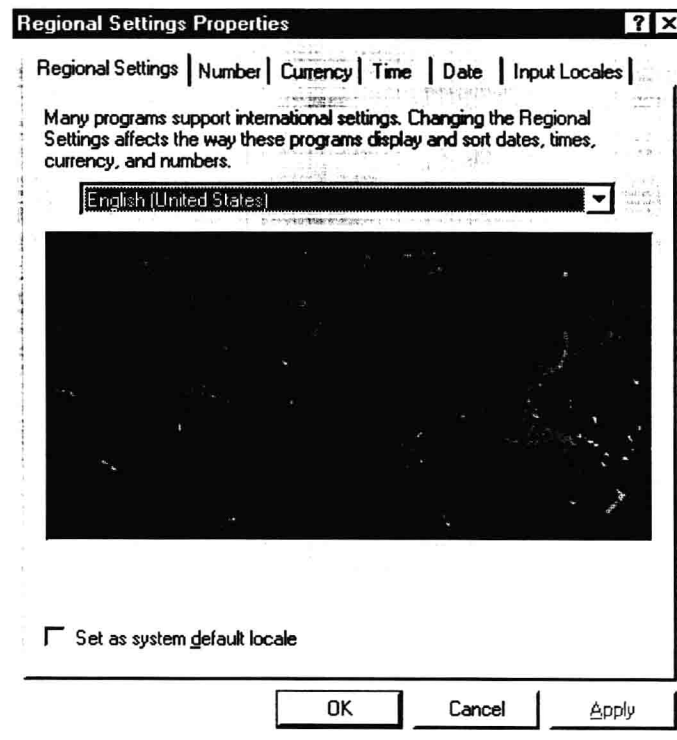 Regional Settings Properties
Regional Settings Number Currency Time Date Input Locales
Many programs support international settings. Changing the Regional
Settings affects the way these programs display and sort dates, times,
currency, and numbers.
English (United States)
Set as system default locale
OK Cancel Apply